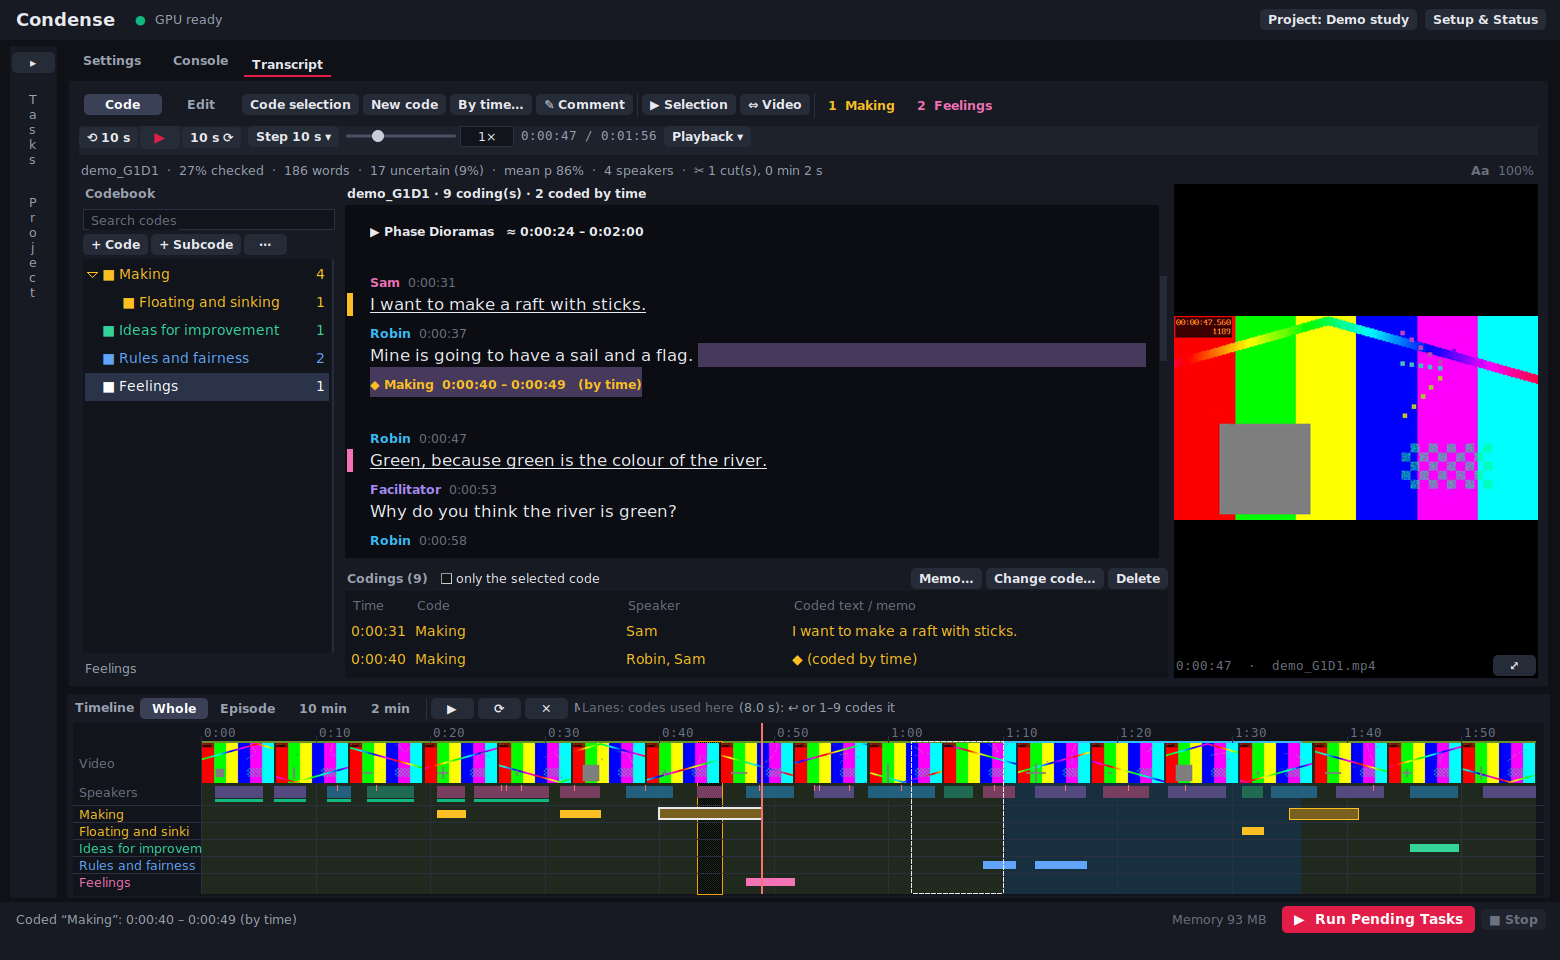 Condense ● GPU ready Project: Demo study Setup & Status
▸ Tasks Project
Settings Console Transcript
Code Edit Code selection New code By time… ✎ Comment ▶ Selection ⇔ Video 1 Making 2 Feelings
⟲ 10 s ▶ 10 s ⟳ Step 10 s ▾ 1× 0:00:47 / 0:01:56 Playback ▾
demo_G1D1 · 27% checked · 186 words · 17 uncertain (9%) · mean p 86% · 4 speakers · ✂ 1 cut(s), 0 min 2 s Aa 100%
Codebook
Search codes
+ Code + Subcode ⋯
Making 4
Floating and sinking 1
Ideas for improvement 1
Rules and fairness 2
Feelings 1
Feelings
demo_G1D1 · 9 coding(s) · 2 coded by time
▶ Phase Dioramas ≈ 0:00:24 – 0:02:00
Sam 0:00:31
I want to make a raft with sticks.
Robin 0:00:37
Mine is going to have a sail and a flag.
◆ Making 0:00:40 – 0:00:49 (by time)
Robin 0:00:47
Green, because green is the colour of the river.
Facilitator 0:00:53
Why do you think the river is green?
Robin 0:00:58
Codings (9) ☐ only the selected code Memo… Change code… Delete
Time Code Speaker Coded text / memo
0:00:31 Making Sam I want to make a raft with sticks.
0:00:40 Making Robin, Sam ◆ (coded by time)
00:00:47.560
1189
0:00:47 · demo_G1D1.mp4 ⤢
Timeline Whole Episode 10 min 2 min ▶ ⟳ ✕ Lanes: codes used here (8.0 s): ↩ or 1–9 codes it
0:00 0:10 0:20 0:30 0:40 0:50 1:00 1:10 1:20 1:30 1:40 1:50
Video
Speakers
Making
Floating and sinki
Ideas for improvem
Rules and fairness
Feelings
Coded “Making”: 0:00:40 – 0:00:49 (by time) Memory 93 MB ▶ Run Pending Tasks ■ Stop